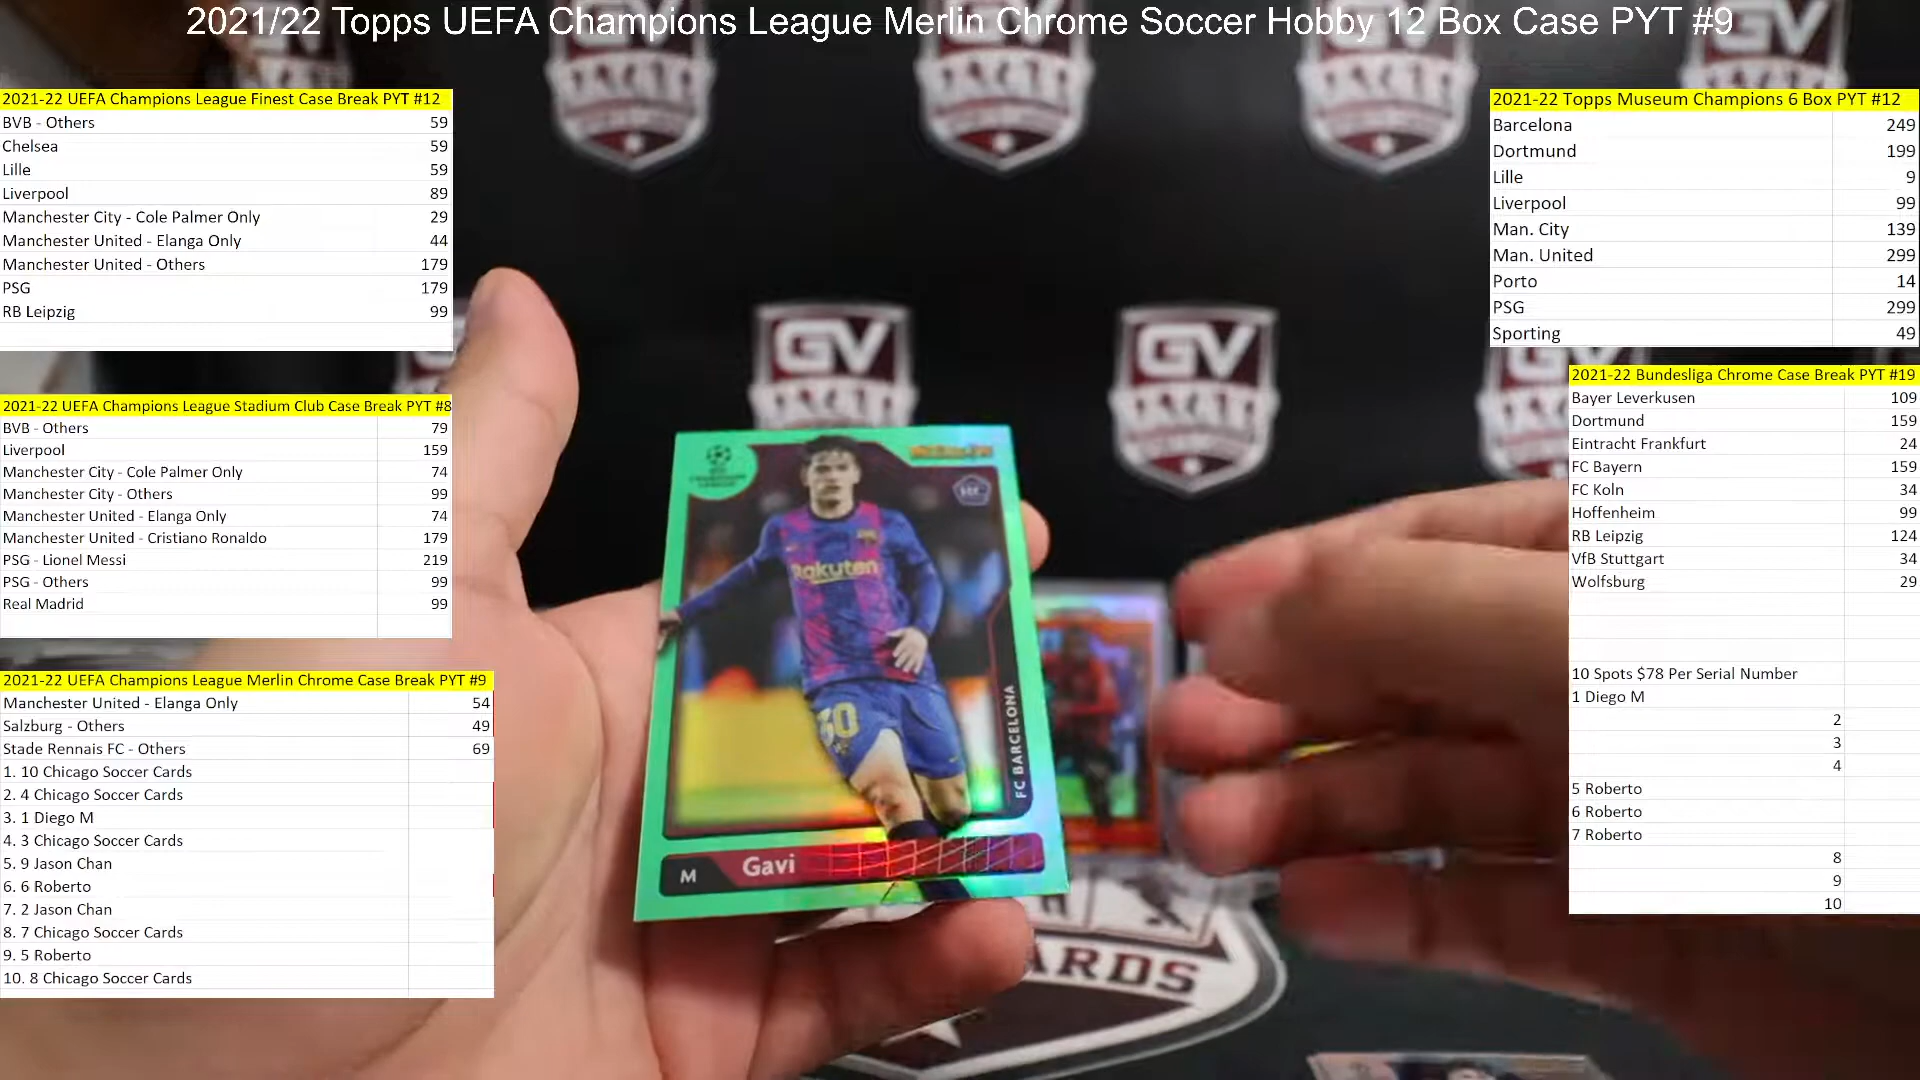 2021/22 Topps UEFA Champions League Merlin Chrome Soccer Hobby 12 Box Case PYT #9
2021-22 UEFA Champions League Finest Case Break PYT #12
BVB - Others 59
Chelsea 59
Lille 59
Liverpool 89
Manchester City - Cole Palmer Only 29
Manchester United - Elanga Only 44
Manchester United - Others 179
PSG 179
RB Leipzig 99
2021-22 UEFA Champions League Stadium Club Case Break PYT #8
BVB - Others 79
Liverpool 159
Manchester City - Cole Palmer Only 74
Manchester City - Others 99
Manchester United - Elanga Only 74
Manchester United - Cristiano Ronaldo 179
PSG - Lionel Messi 219
PSG - Others 99
Real Madrid 99
2021-22 UEFA Champions League Merlin Chrome Case Break PYT #9
Manchester United - Elanga Only 54
Salzburg - Others 49
Stade Rennais FC - Others 69
1. 10 Chicago Soccer Cards
2. 4 Chicago Soccer Cards
3. 1 Diego M
4. 3 Chicago Soccer Cards
5. 9 Jason Chan
6. 6 Roberto
7. 2 Jason Chan
8. 7 Chicago Soccer Cards
9. 5 Roberto
10. 8 Chicago Soccer Cards
GV
GV
GV
GV
Rakuten
30
FC BARCELONA
M Gavi
ARDS
2021-22 Topps Museum Champions 6 Box PYT #12
Barcelona 249
Dortmund 199
Lille 9
Liverpool 99
Man. City 139
Man. United 299
Porto 14
PSG 299
Sporting 49
2021-22 Bundesliga Chrome Case Break PYT #19
Bayer Leverkusen 109
Dortmund 159
Eintracht Frankfurt 24
FC Bayern 159
FC Koln 34
Hoffenheim 99
RB Leipzig 124
VfB Stuttgart 34
Wolfsburg 29
10 Spots $78 Per Serial Number
1 Diego M
2
3
4
5 Roberto
6 Roberto
7 Roberto
8
9
10